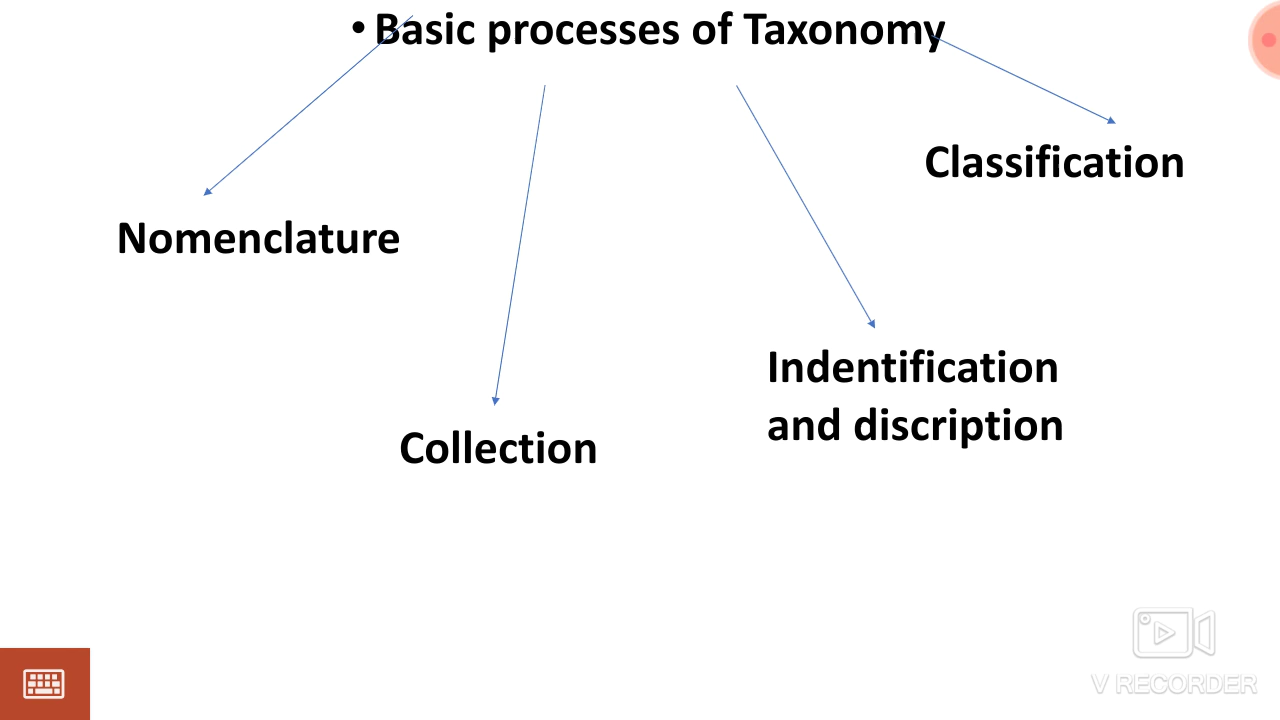 • Basic processes of Taxonomy
Classification
Nomenclature
Indentification
and discription
Collection
V RECORDER